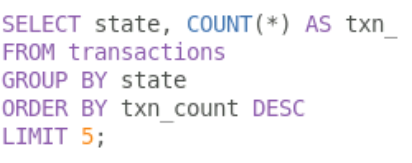 SELECT state, COUNT(*) AS txn_
FROM transactions
GROUP BY state
ORDER BY txn_count DESC
LIMIT 5;